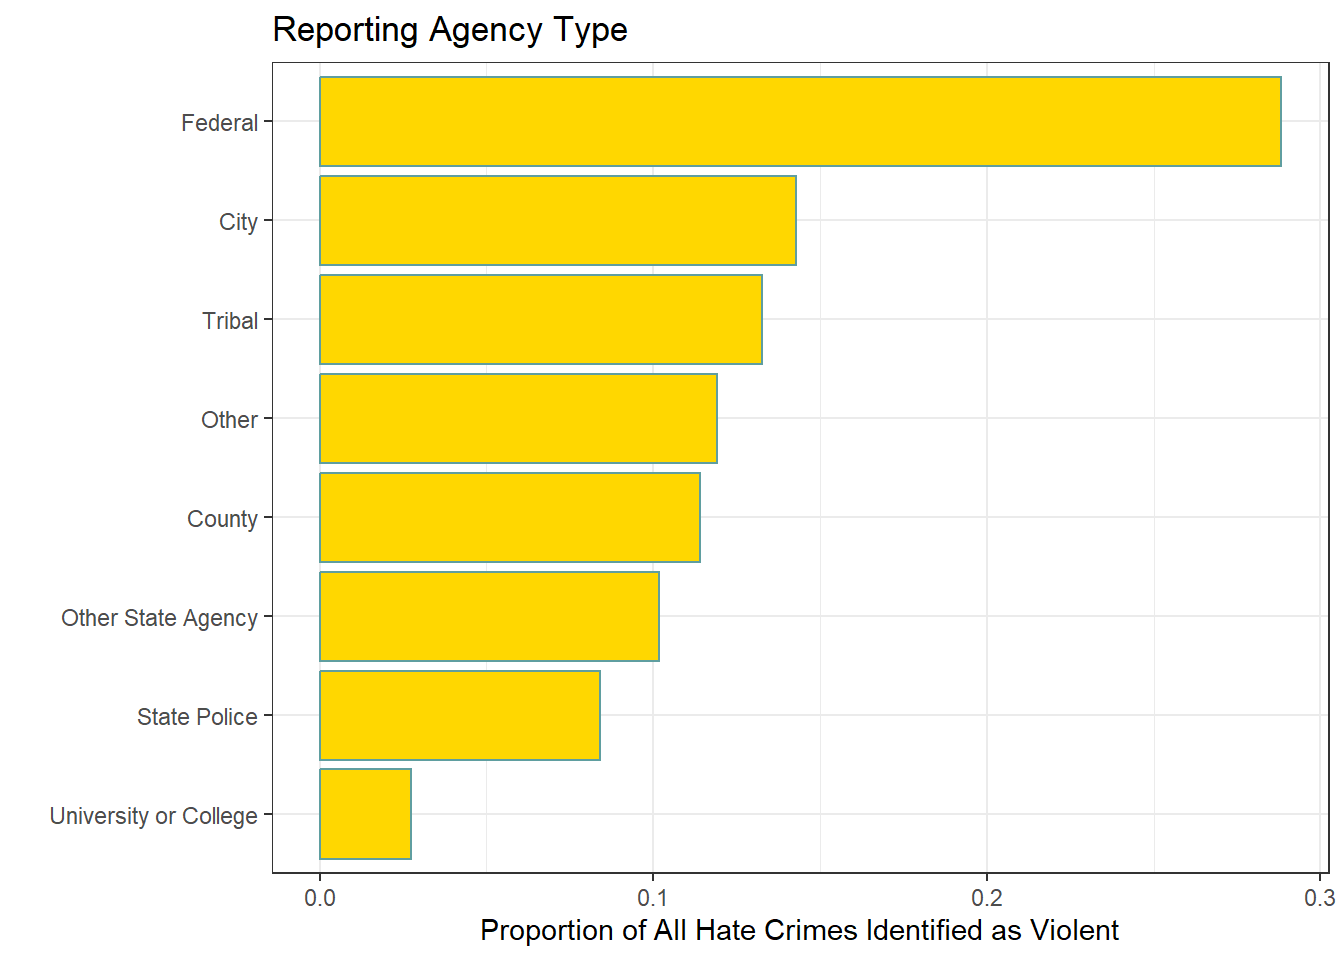 Reporting Agency Type
Federal
City
Tribal
Other
County
Other State Agency
State Police
University or College
0.0 0.1 0.2 0.3
Proportion of All Hate Crimes Identified as Violent